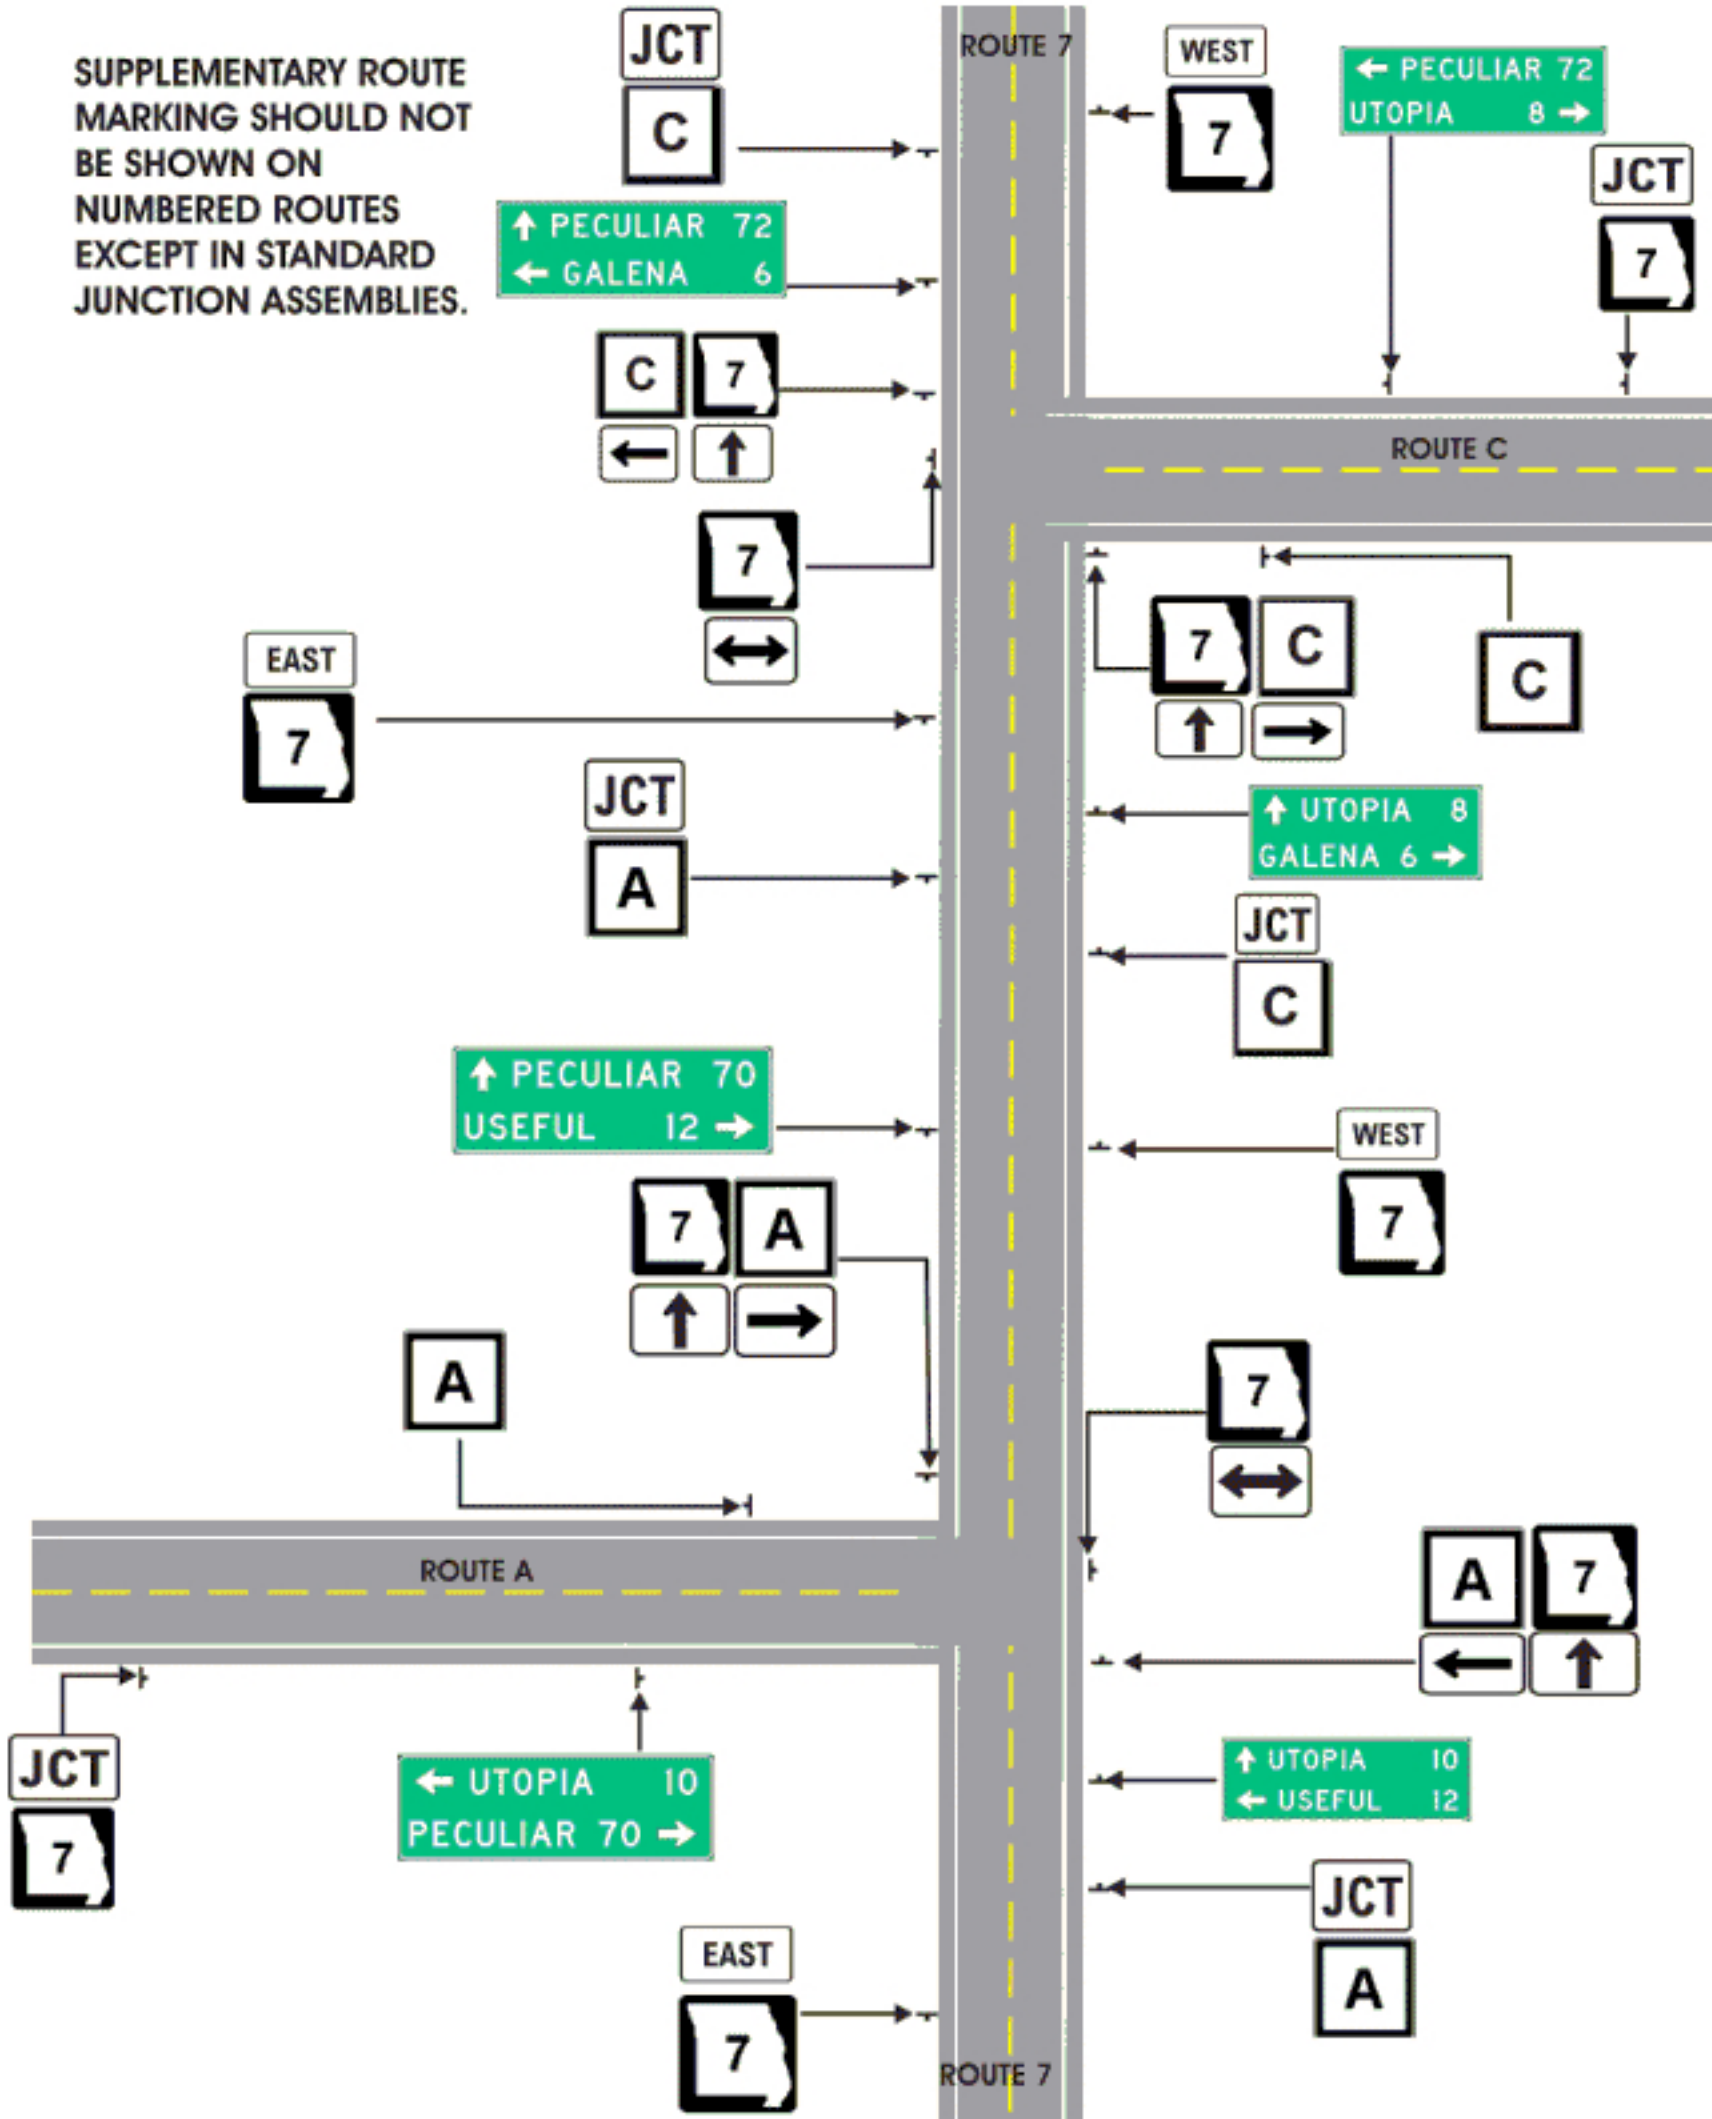 SUPPLEMENTARY ROUTE
MARKING SHOULD NOT
BE SHOWN ON
NUMBERED ROUTES
EXCEPT IN STANDARD
JUNCTION ASSEMBLIES.
JCT
C
ROUTE 7
WEST
7
← PECULIAR 72
UTOPIA 8 →
JCT
7
↑ PECULIAR 72
← GALENA 6
C 7
ROUTE C
7
EAST
7
7 C
C
JCT
A
↑ UTOPIA 8
GALENA 6 →
JCT
C
↑ PECULIAR 70
USEFUL 12 →
WEST
7
7 A
A
7
ROUTE A
A 7
JCT
7
← UTOPIA 10
PECULIAR 70 →
↑ UTOPIA 10
← USEFUL 12
JCT
A
EAST
7
ROUTE 7